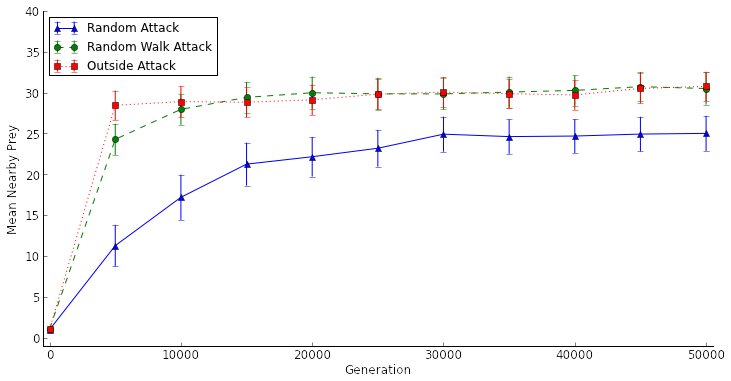 40
35
30
25
20
15
10
5
0
Mean Nearby Prey
Random Attack
Random Walk Attack
Outside Attack
0 10000 20000 30000 40000 50000
Generation